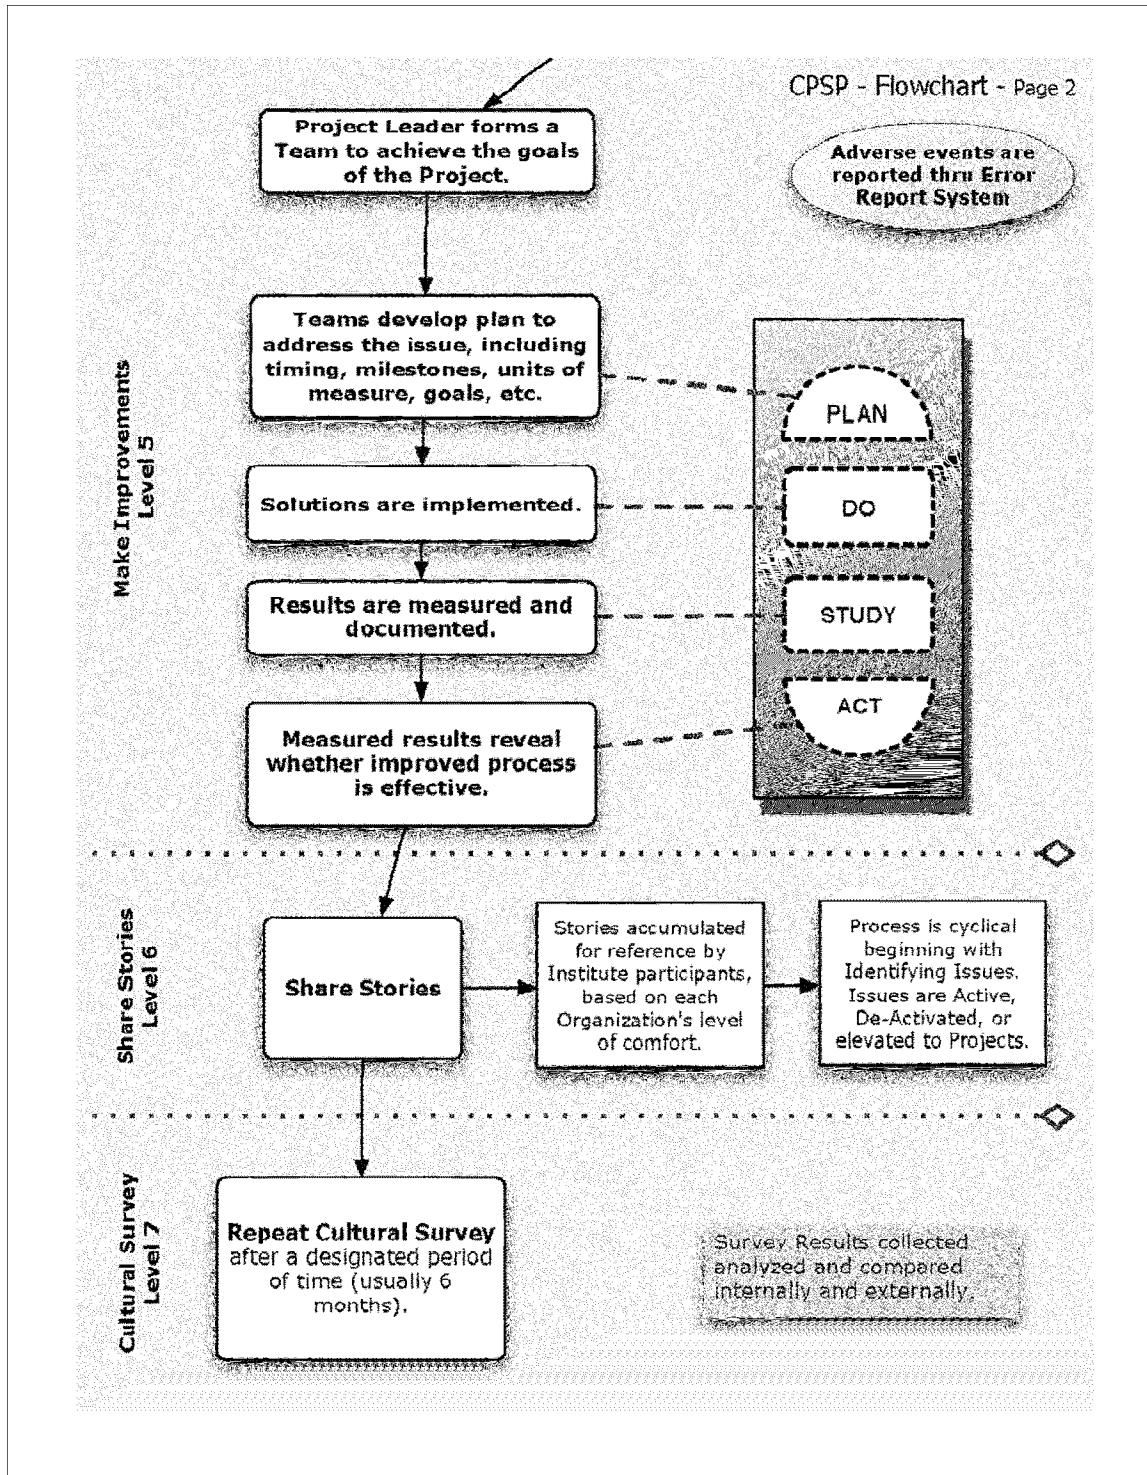 CPSP - Flowchart - Page 2
Project Leader forms a
Team to achieve the goals
of the Project.
Adverse events are
reported thru Error
Report System
Make Improvements
Level 5
Teams develop plan to
address the issue, including
timing, milestones, units of
measure, goals, etc.
PLAN
Solutions are implemented.
DO
Results are measured and
documented.
STUDY
Measured results reveal
whether improved process
is effective.
ACT
Share Stories
Level 6
Share Stories
Stories accumulated
for reference by
Institute participants,
based on each
Organization's level
of comfort.
Process is cyclical
beginning with
Identifying Issues.
Issues are Active,
De-Activated, or
elevated to Projects.
Cultural Survey
Level 7
Repeat Cultural Survey
after a designated period
of time (usually 6
months).
Survey Results collected
analyzed and compared
internally and externally.